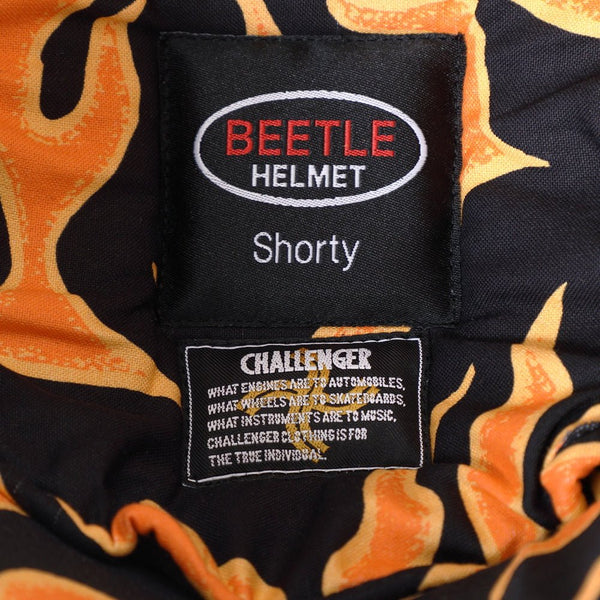 BEETLE
HELMET
Shorty
CHALLENGER
WHAT ENGINES ARE TO AUTOMOBILES,
WHAT WHEELS ARE TO SKATEBOARDS,
WHAT INSTRUMENTS ARE TO MUSIC,
CHALLENGER CLOTHING IS FOR
THE TRUE INDIVIDUAL.